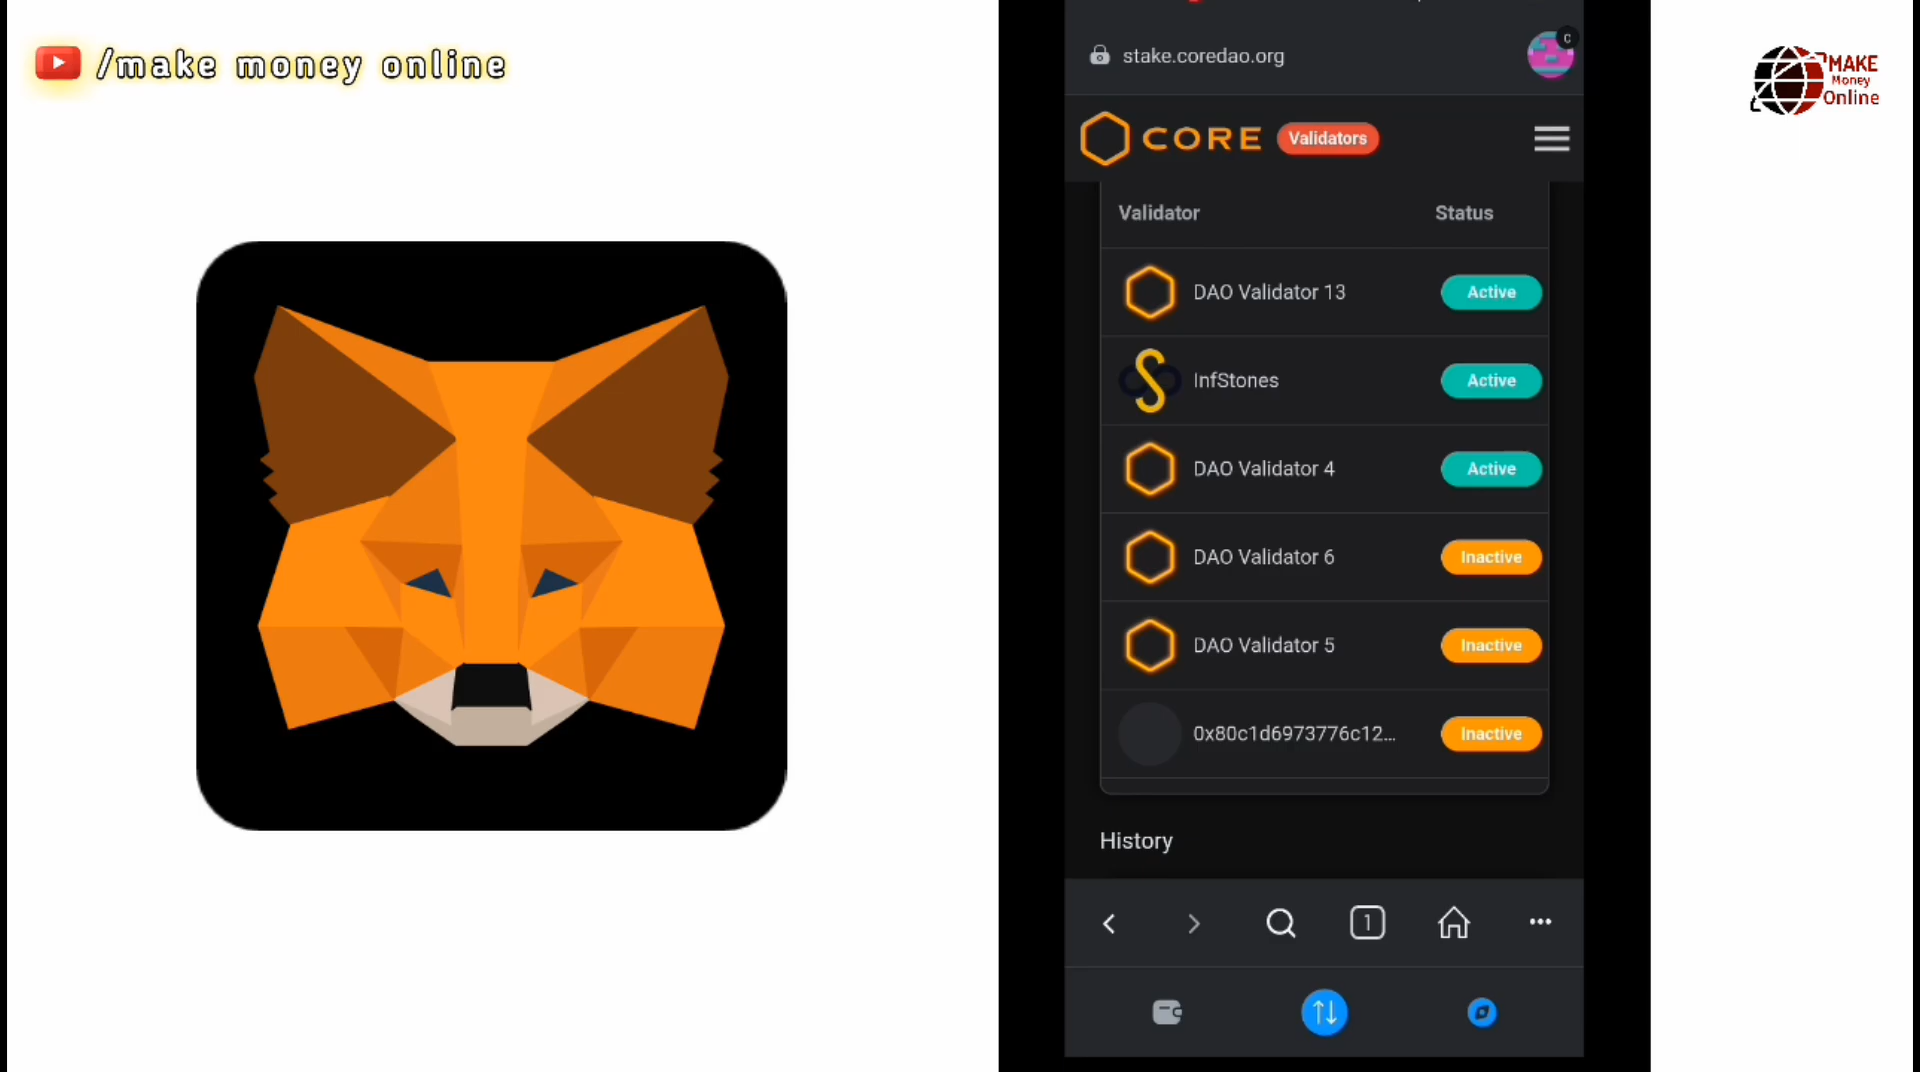 /make money online
MAKE
Money
Online
stake.coredao.org
C
CORE
Validators
Validator Status
DAO Validator 13 Active
InfStones Active
DAO Validator 4 Active
DAO Validator 6 Inactive
DAO Validator 5 Inactive
0x80c1d6973776c12... Inactive
History
1